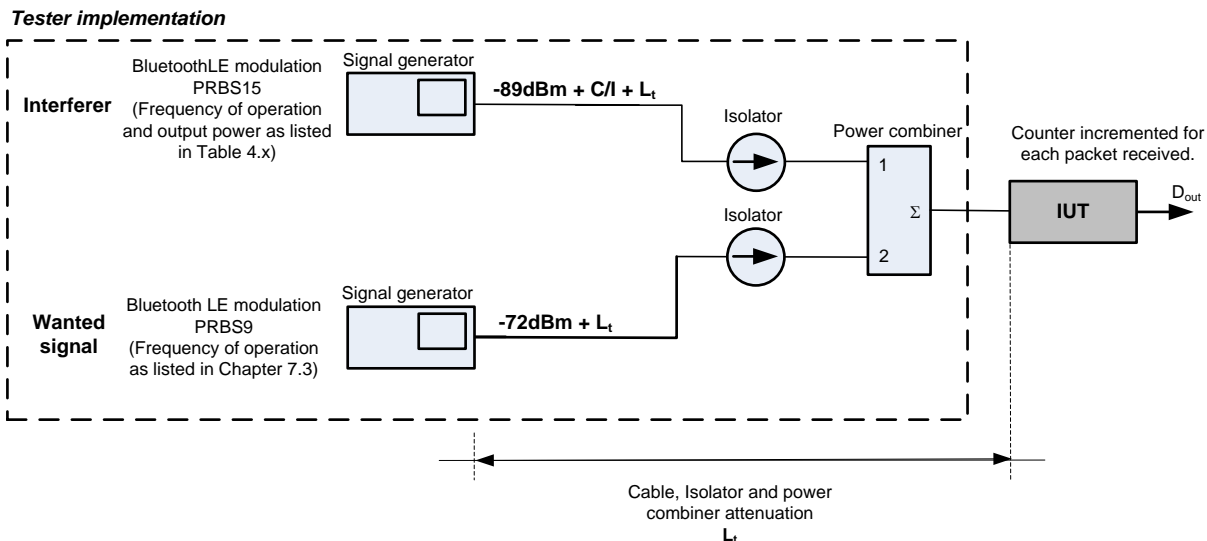 Tester implementation
Interferer
BluetoothLE modulation
PRBS15
(Frequency of operation
and output power as listed
in Table 4.x)
Signal generator
-89dBm + C/I + Lt
Isolator
Power combiner
1
2
Σ
Counter incremented for
each packet received.
IUT
Dout
Isolator
Wanted
signal
Bluetooth LE modulation
PRBS9
(Frequency of operation
as listed in Chapter 7.3)
Signal generator
-72dBm + Lt
Cable, Isolator and power
combiner attenuation
Lt